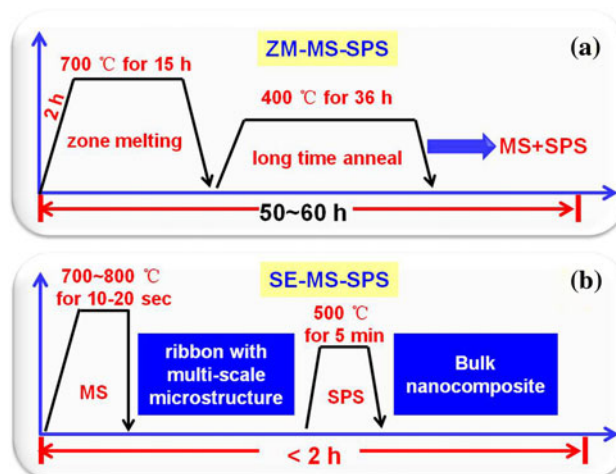 ZM-MS-SPS
(a)
700 ℃ for 15 h
2 h
400 ℃ for 36 h
zone melting
long time anneal
MS+SPS
50~60 h
SE-MS-SPS
(b)
700~800 ℃
for 10-20 sec
500 ℃
for 5 min
MS
ribbon with
multi-scale
microstructure
SPS
Bulk
nanocomposite
< 2 h